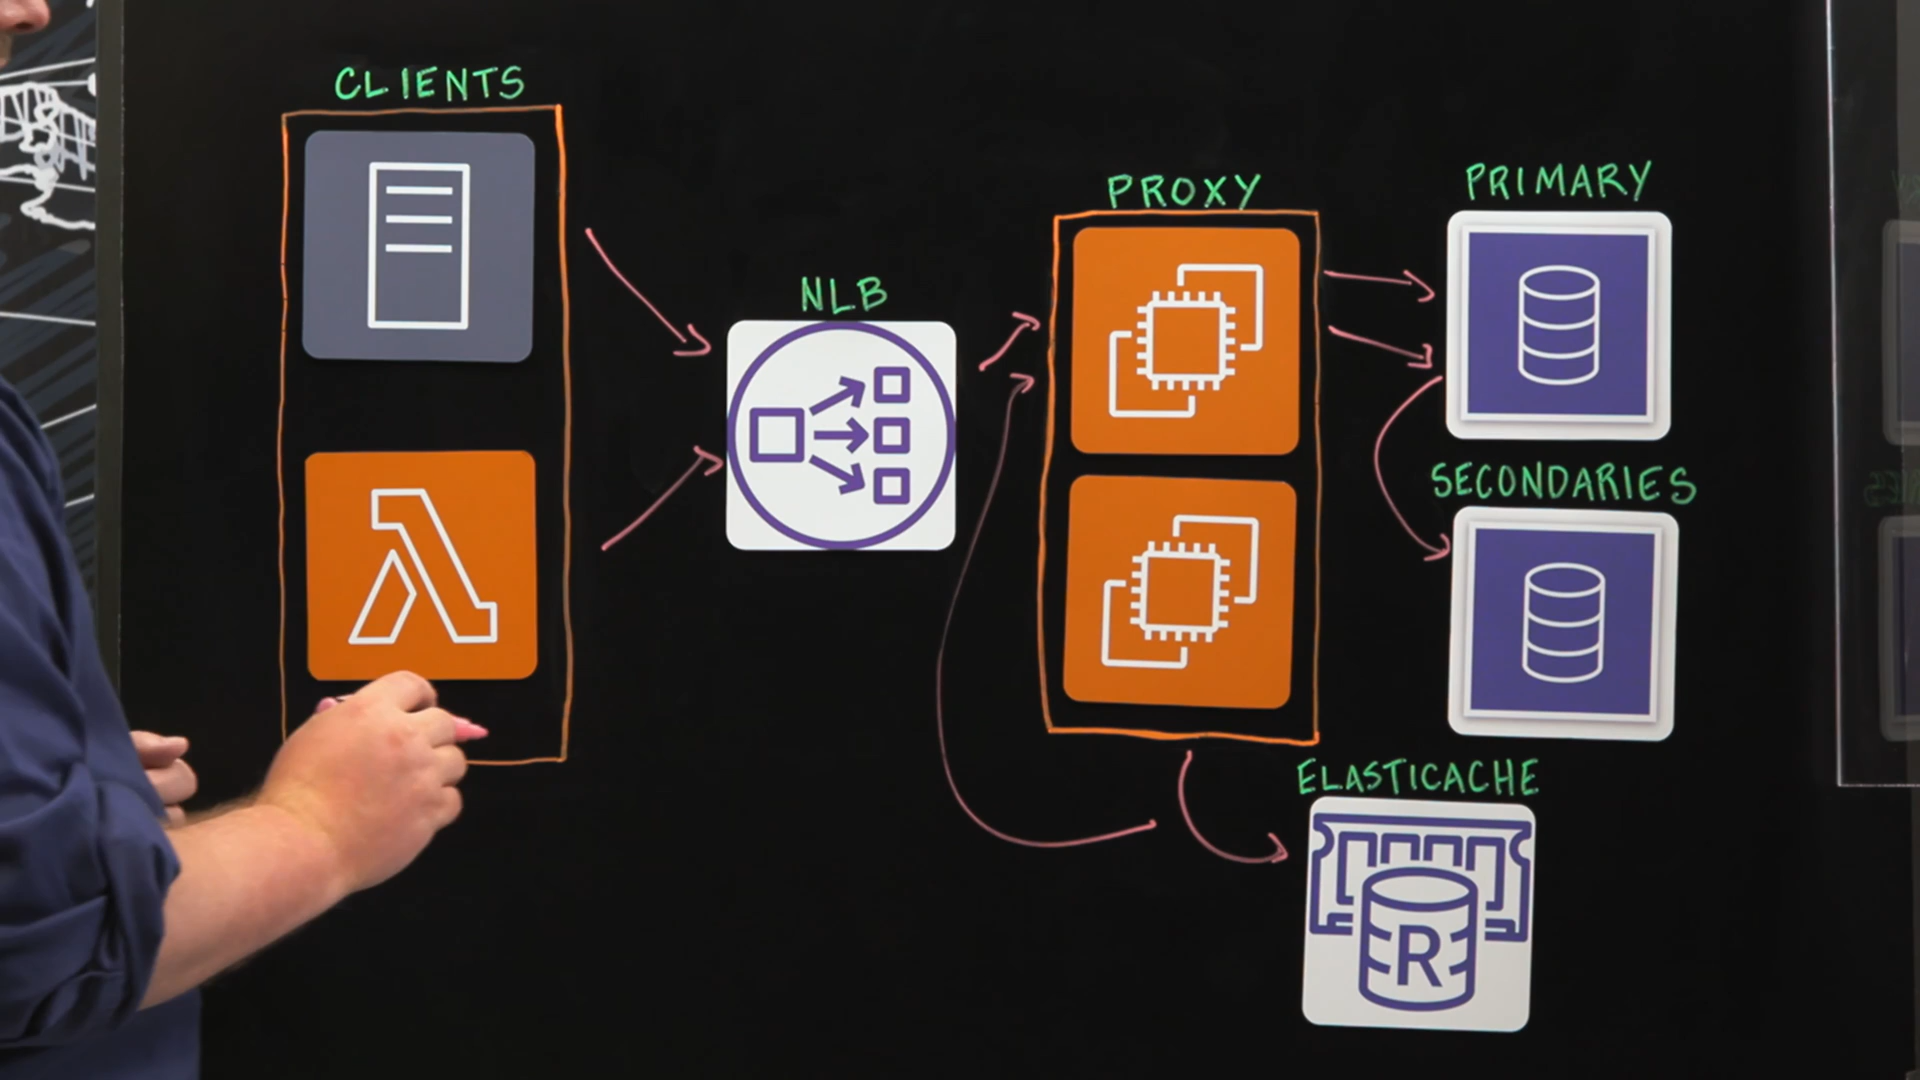 CLIENTS
NLB
PROXY
PRIMARY
SECONDARIES
ELASTICACHE
R